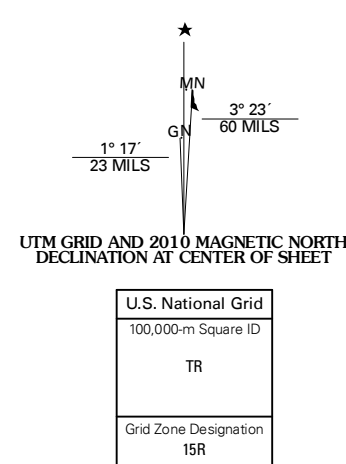 MN
GN
3° 23´
60 MILS
1° 17´
23 MILS
UTM GRID AND 2010 MAGNETIC NORTH
DECLINATION AT CENTER OF SHEET
U.S. National Grid
100,000-m Square ID
TR
Grid Zone Designation
15R